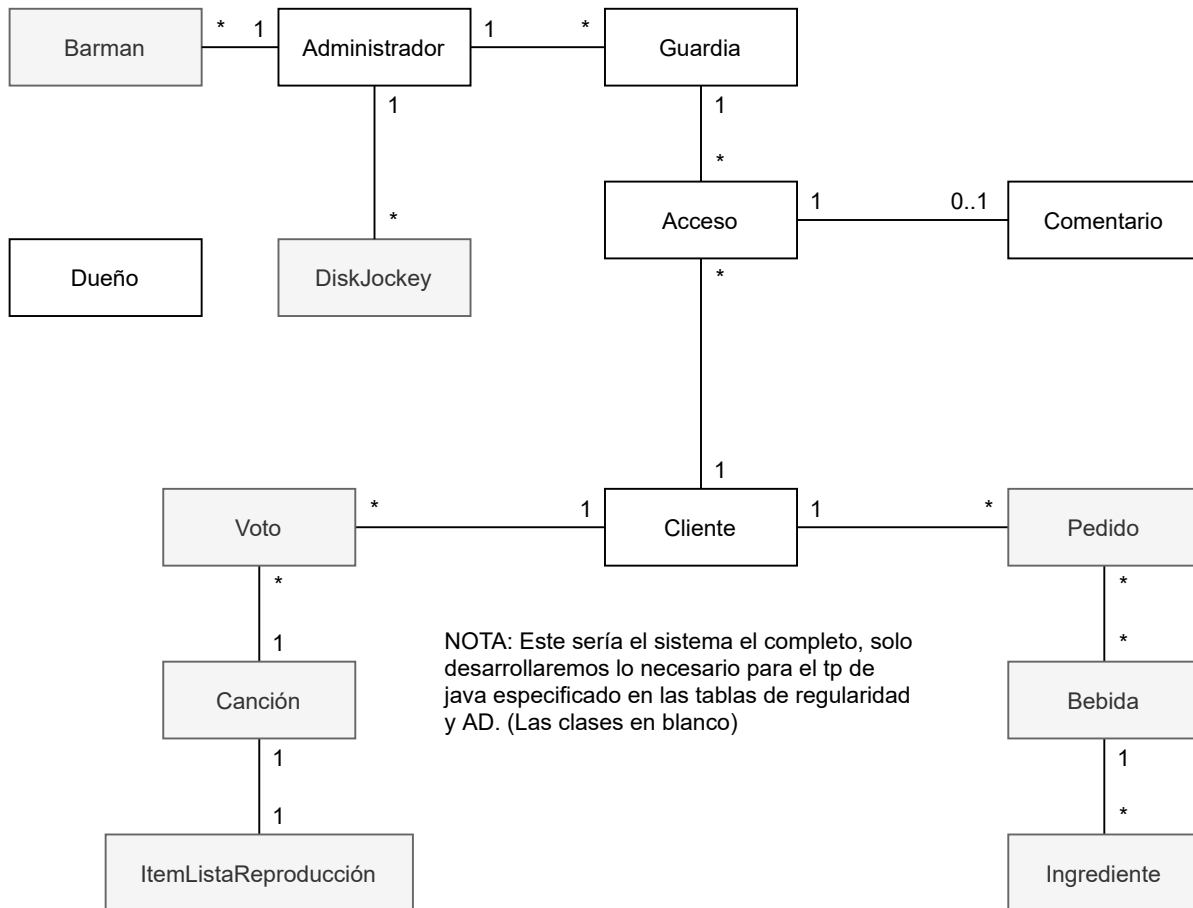 Barman
*
1
Administrador
1
*
Guardia
1
*
1
*
Acceso
1
0..1
Comentario
*
Dueño
DiskJockey
1
Voto
*
1
Cliente
1
*
Pedido
*
1
Canción
1
1
ItemListaReproducción
NOTA: Este sería el sistema el completo, solo
desarrollaremos lo necesario para el tp de
java especificado en las tablas de regularidad
y AD. (Las clases en blanco)
*
*
Bebida
1
*
Ingrediente